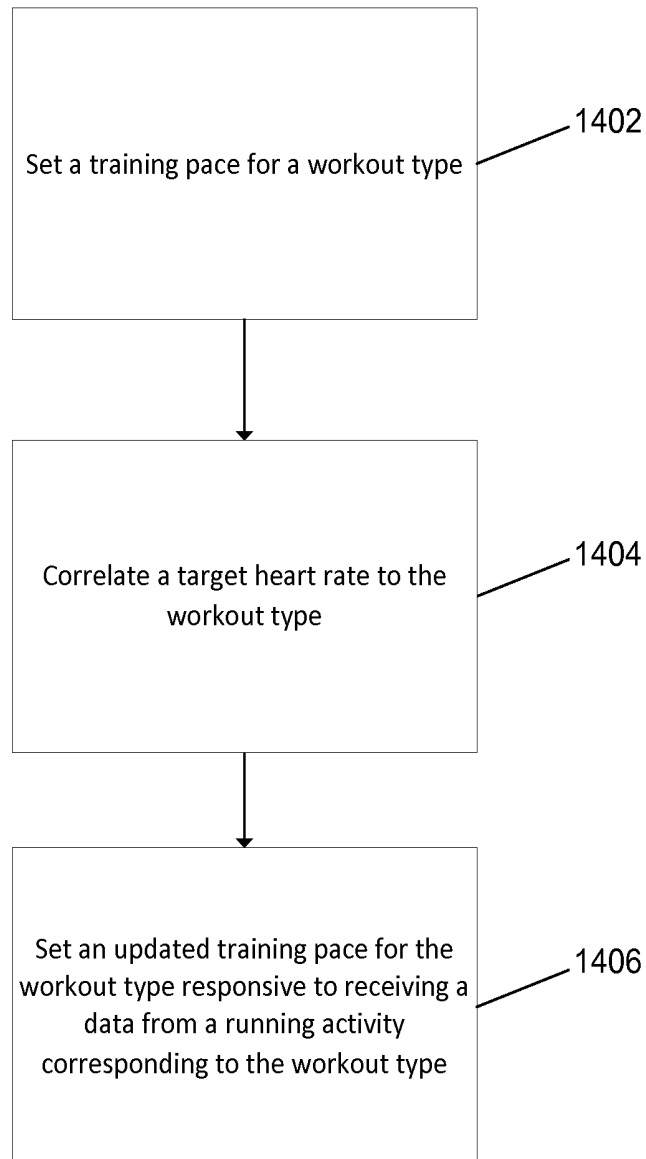 Set a training pace for a workout type
1402
Correlate a target heart rate to the
workout type
1404
Set an updated training pace for the
workout type responsive to receiving a
data from a running activity
corresponding to the workout type
1406